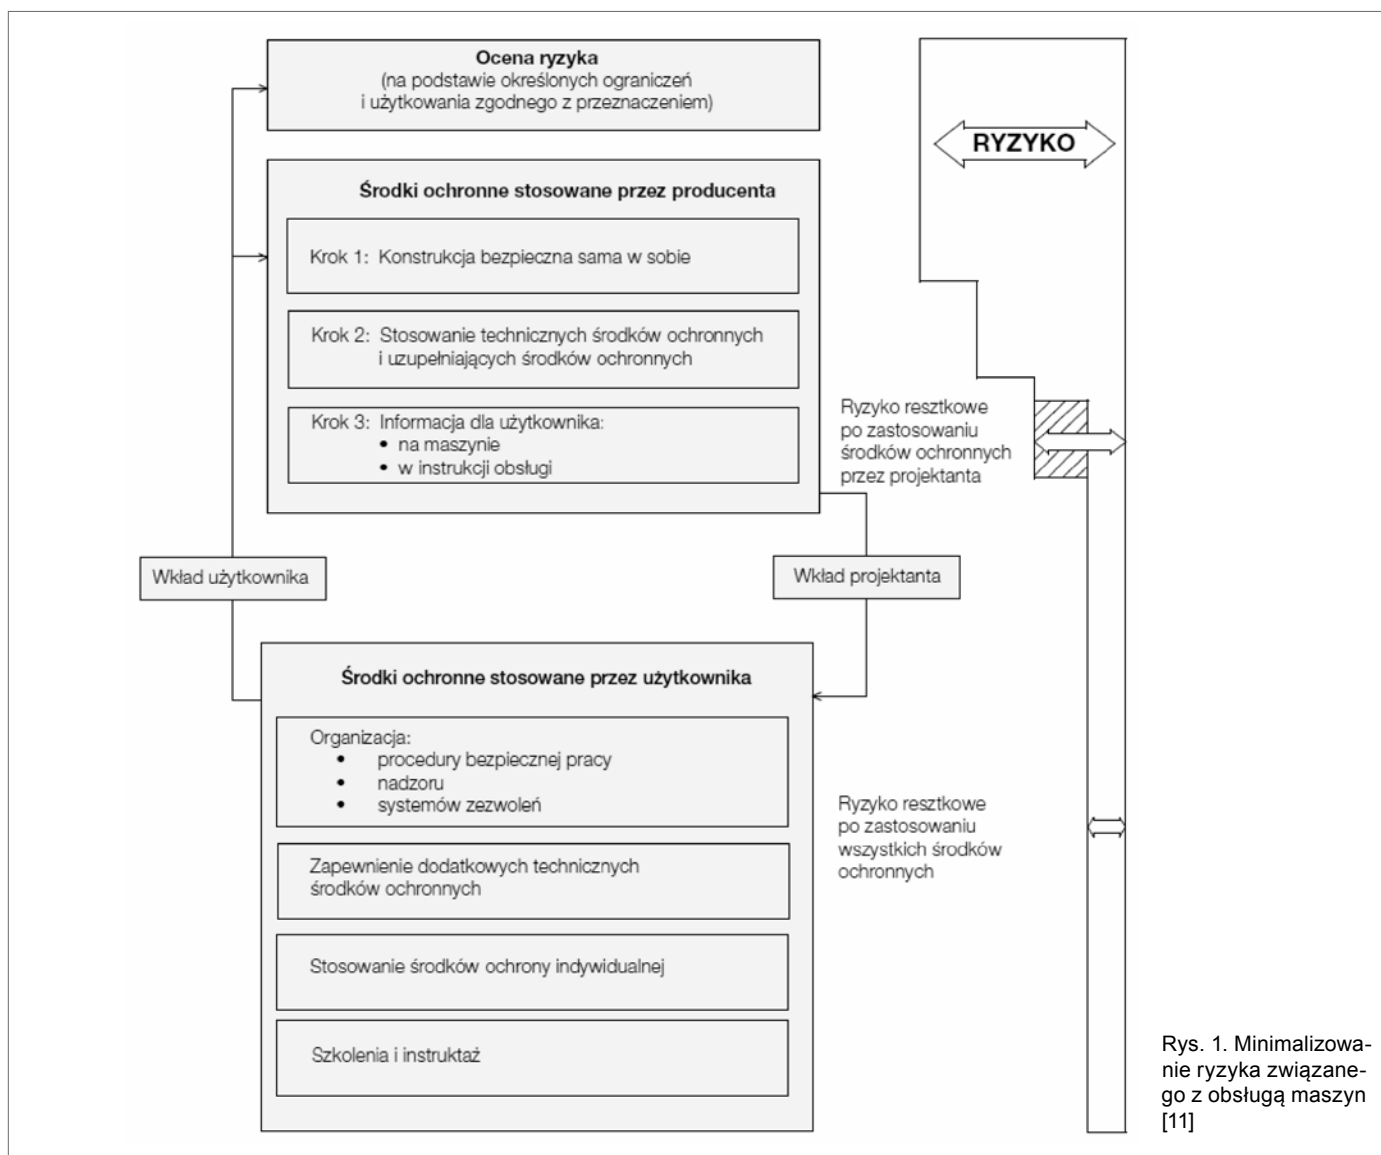 Ocena ryzyka
(na podstawie określonych ograniczeń
i użytkowania zgodnego z przeznaczeniem)
RYZYKO
Środki ochronne stosowane przez producenta
Krok 1: Konstrukcja bezpieczna sama w sobie
Krok 2: Stosowanie technicznych środków ochronnych
i uzupełniających środków ochronnych
Krok 3: Informacja dla użytkownika:
• na maszynie
• w instrukcji obsługi
Ryzyko resztkowe
po zastosowaniu
środków ochronnych
przez projektanta
Wkład użytkownika
Wkład projektanta
Środki ochronne stosowane przez użytkownika
Organizacja:
• procedury bezpiecznej pracy
• nadzoru
• systemów zezwoleń
Zapewnienie dodatkowych technicznych
środków ochronnych
Stosowanie środków ochrony indywidualnej
Szkolenia i instruktaż
Ryzyko resztkowe
po zastosowaniu
wszystkich środków
ochronnych
Rys. 1. Minimalizowa-
nie ryzyka związane-
go z obsługą maszyn
[11]